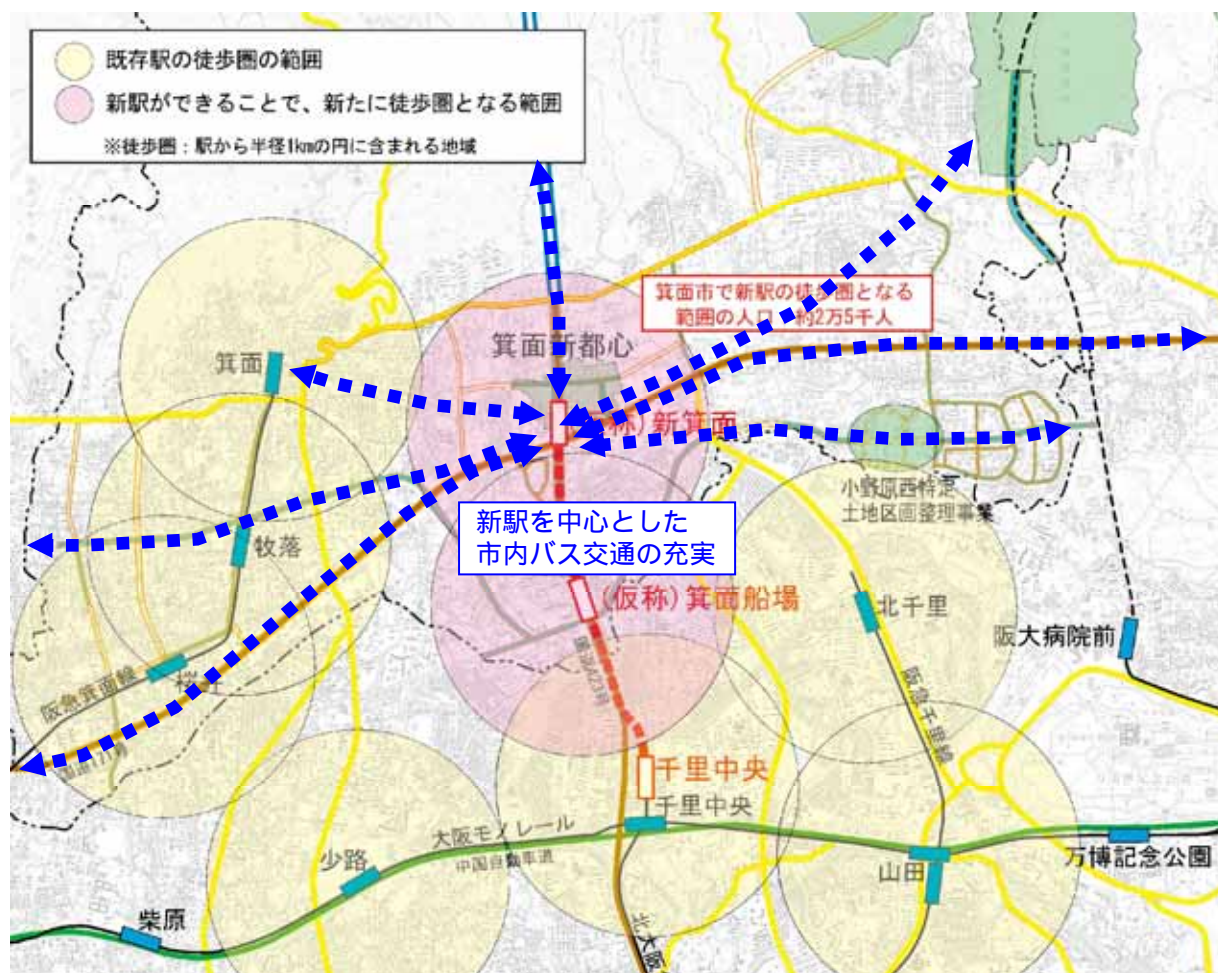 既存駅の徒歩圏の範囲
新駅ができることで、新たに徒歩圏となる範囲
※徒歩圏：駅から半径1kmの円に含まれる地域
箕面市で新駅の徒歩圏となる
範囲の人口 約2万5千人
箕面新都心
箕面
新箕面
小野原西特定
土地区画整理事業
新駅を中心とした
市内バス交通の充実
牧落
(仮称)箕面船場
北千里
阪大病院前
阪急箕面線
国道423号
阪急千里線
千里中央
千里中央
大阪モノレール
中国自動車道
少路
山田
万博記念公園
柴原
北大阪